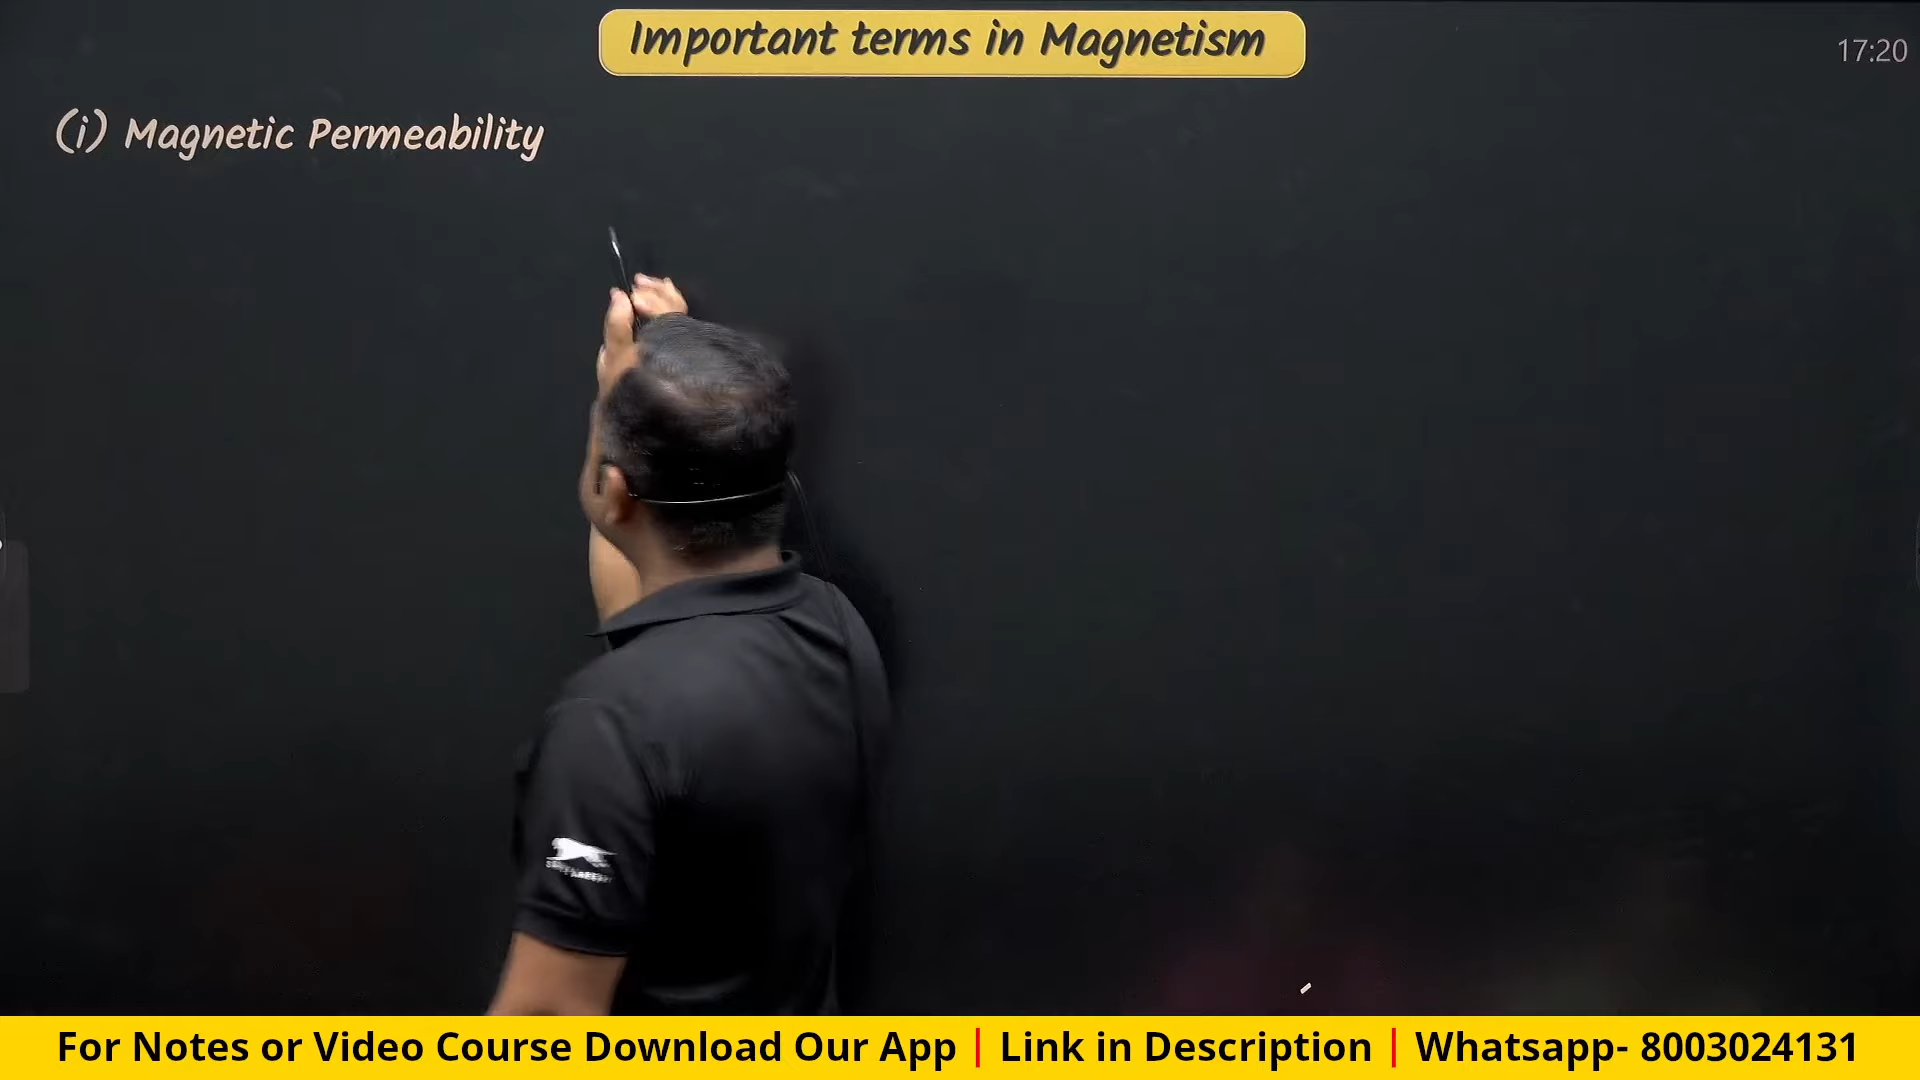 Important terms in Magnetism
17:20
(i) Magnetic Permeability
For Notes or Video Course Download Our App | Link in Description | Whatsapp- 8003024131